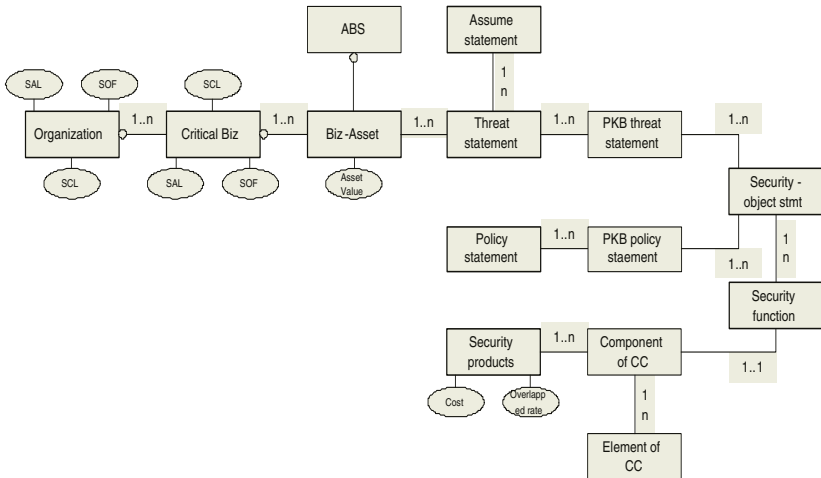 ABS
Assume
statement
SAL
SOF
SCL
1
n
Organization
1..n
Critical Biz
1..n
Biz -Asset
1..n
Threat
statement
1..n
PKB threat
statement
1..n
SCL
SAL
SOF
Asset
Value
Security -
object stmt
Policy
statement
1..n
PKB policy
staement
1..n
1
n
Security
function
Security
products
1..n
Component
of CC
1..1
Cost
Overlapp
ed rate
1
n
Element of
CC